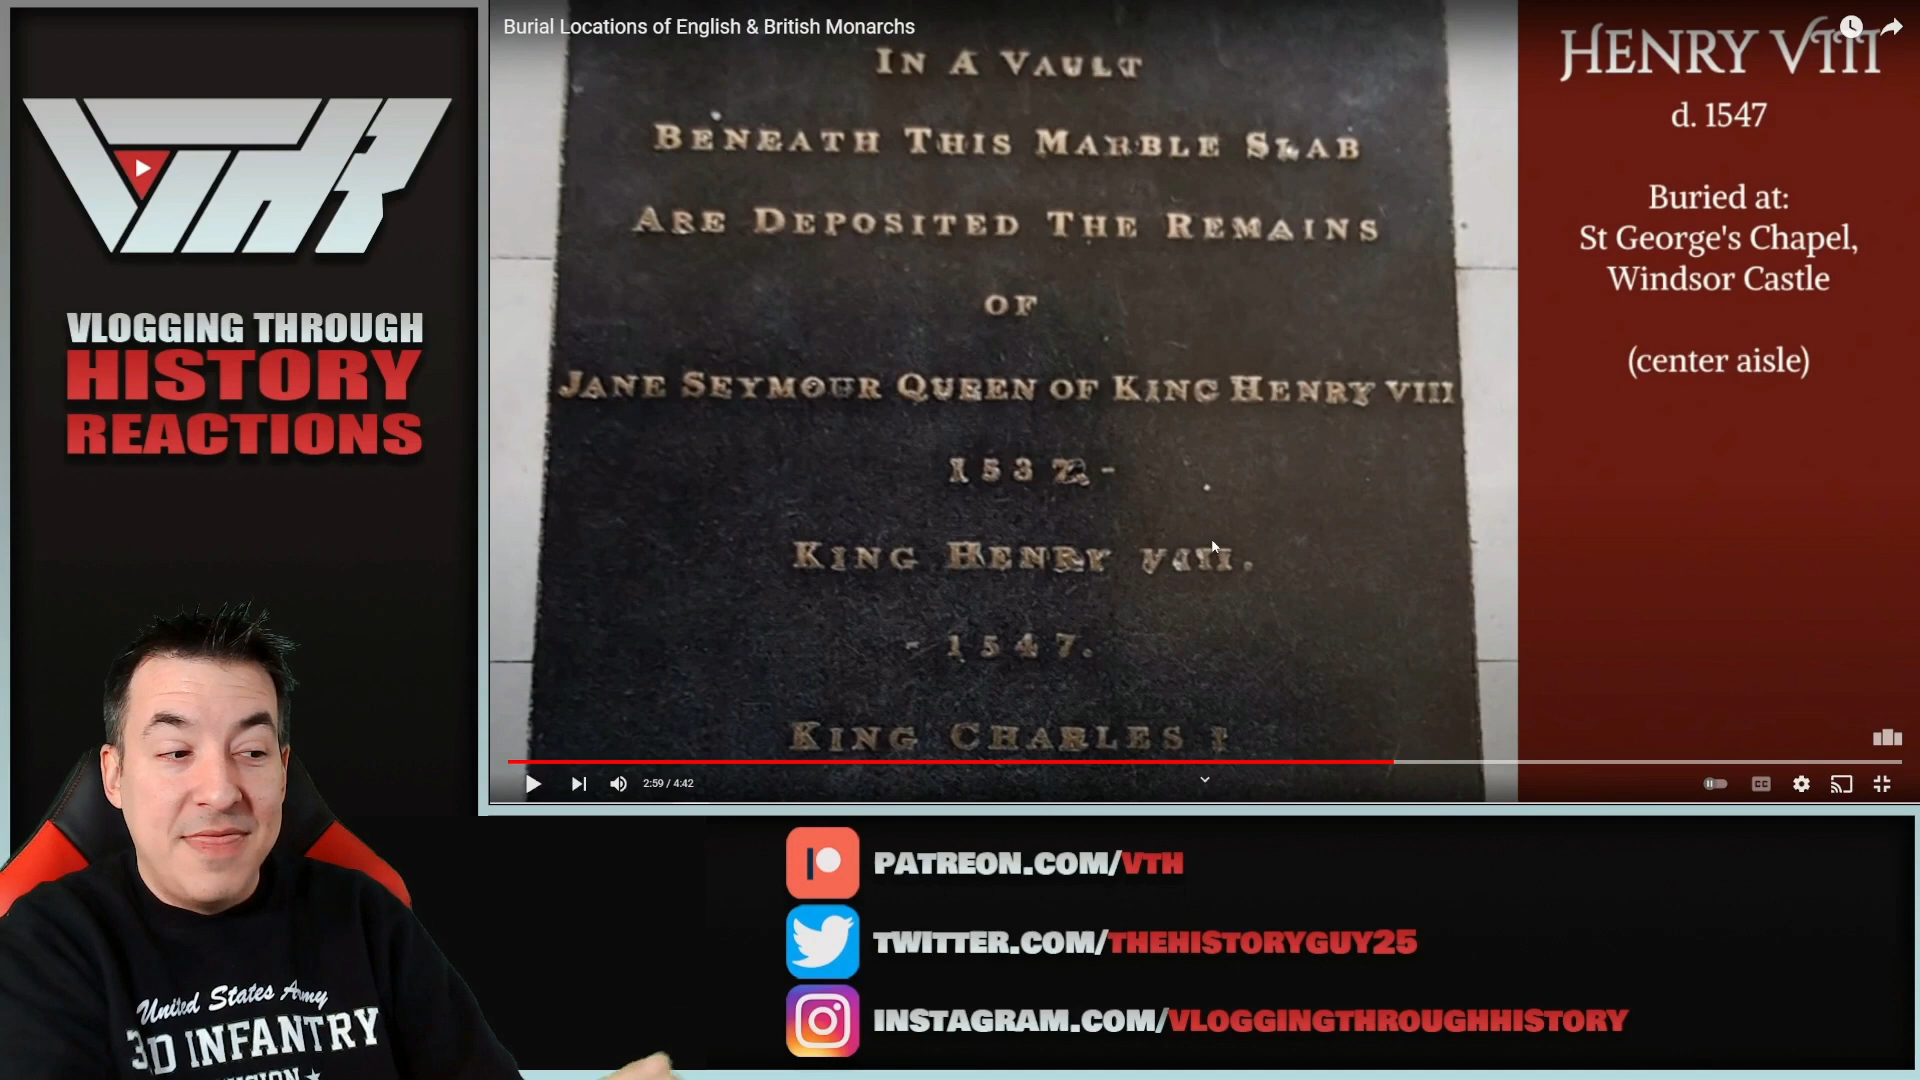 Burial Locations of English & British Monarchs
IN A VAULT
BENEATH THIS MARBLE SLAB
ARE DEPOSITED THE REMAINS
OF
JANE SEYMOUR QUEEN OF KING HENRY VIII
1537.
KING HENRY VIII.
1547.
KING CHARLES I
HENRY VIII
d. 1547
Buried at:
St George's Chapel,
Windsor Castle
(center aisle)
2:59 / 4:42
CC
VTH
VLOGGING THROUGH
HISTORY
REACTIONS
United States Army
3D INFANTRY
PATREON.COM/VTH
TWITTER.COM/THEHISTORYGUY25
INSTAGRAM.COM/VLOGGINGTHROUGHHISTORY